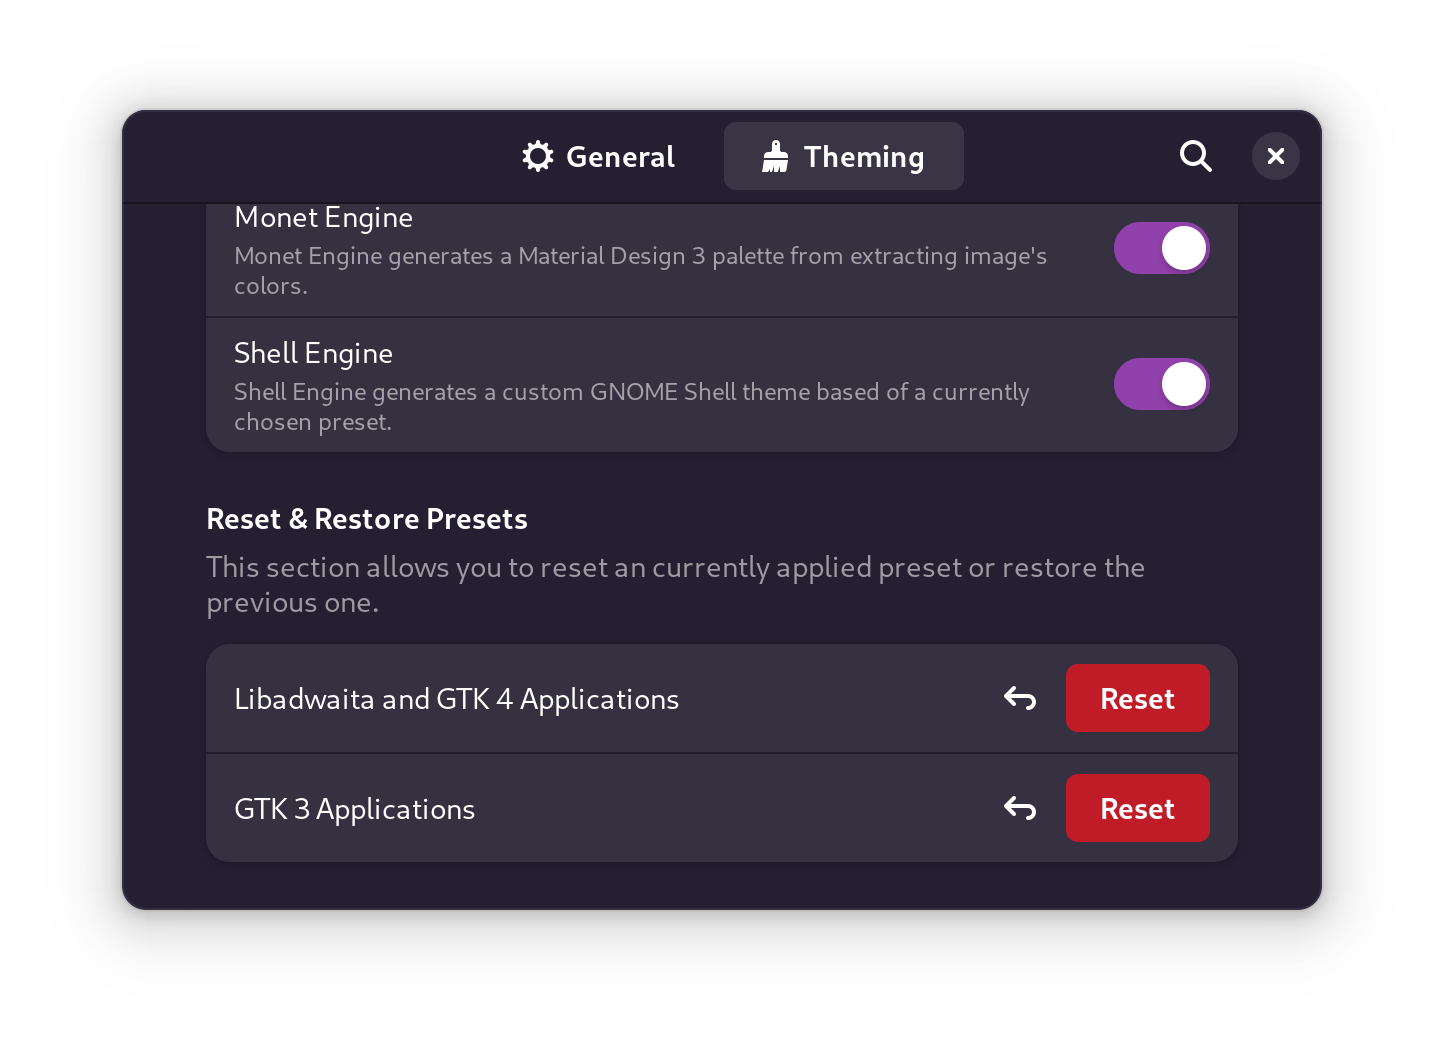 General
Theming
Monet Engine
Monet Engine generates a Material Design 3 palette from extracting image's
colors.
Shell Engine
Shell Engine generates a custom GNOME Shell theme based of a currently
chosen preset.
Reset & Restore Presets
This section allows you to reset an currently applied preset or restore the
previous one.
Libadwaita and GTK 4 Applications
Reset
GTK 3 Applications
Reset